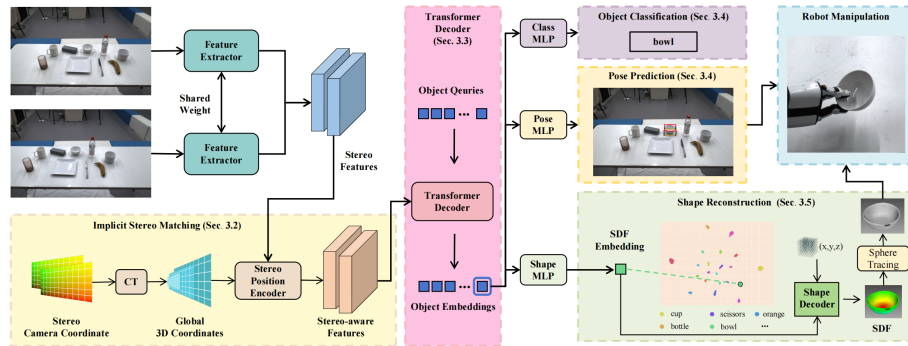 Feature
Extractor
Shared
Weight
Feature
Extractor
Stereo
Features
Implicit Stereo Matching (Sec. 3.2)
CT
Stereo
Position
Encoder
Stereo
Camera Coordinate
Global
3D Coordinates
Stereo-aware
Features
Transformer
Decoder
(Sec. 3.3)
Object Qeuries
...
Transformer
Decoder
...
Object Embeddings
Class
MLP
Pose
MLP
Shape
MLP
Object Classification (Sec. 3.4)
bowl
Pose Prediction (Sec. 3.4)
Robot Manipulation
Shape Reconstruction (Sec. 3.5)
SDF
Embedding
cup
scissors
orange
bottle
bowl
...
(x,y,z)
Shape
Decoder
Sphere
Tracing
SDF